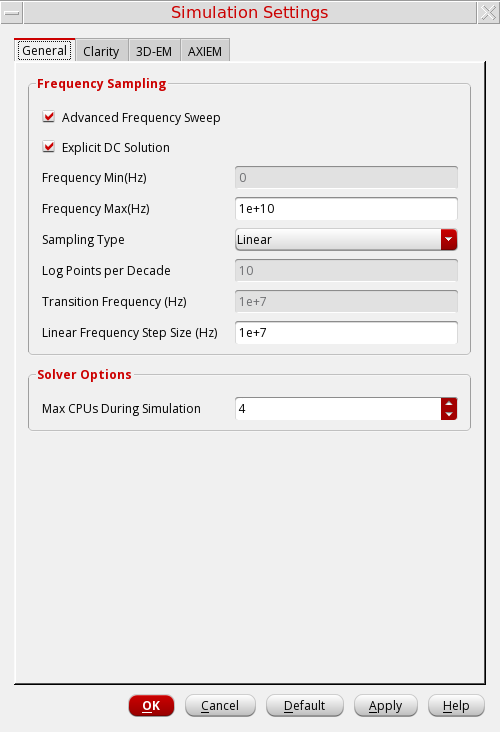 Simulation Settings
General Clarity 3D-EM AXIEM
Frequency Sampling
Advanced Frequency Sweep
Explicit DC Solution
Frequency Min(Hz) 0
Frequency Max(Hz) 1e+10
Sampling Type Linear
Log Points per Decade 10
Transition Frequency (Hz) 1e+7
Linear Frequency Step Size (Hz) 1e+7
Solver Options
Max CPUs During Simulation 4
OK Cancel Default Apply Help